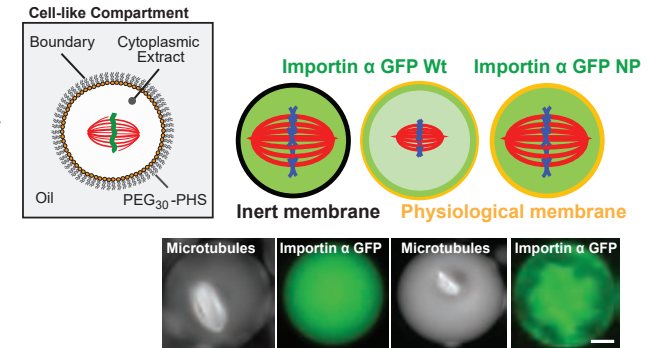 Cell-like Compartment
Boundary
Cytoplasmic
Extract
Oil
PEG30-PHS
Importin α GFP Wt
Importin α GFP NP
Inert membrane
Physiological membrane
Microtubules
Importin α GFP
Microtubules
Importin α GFP